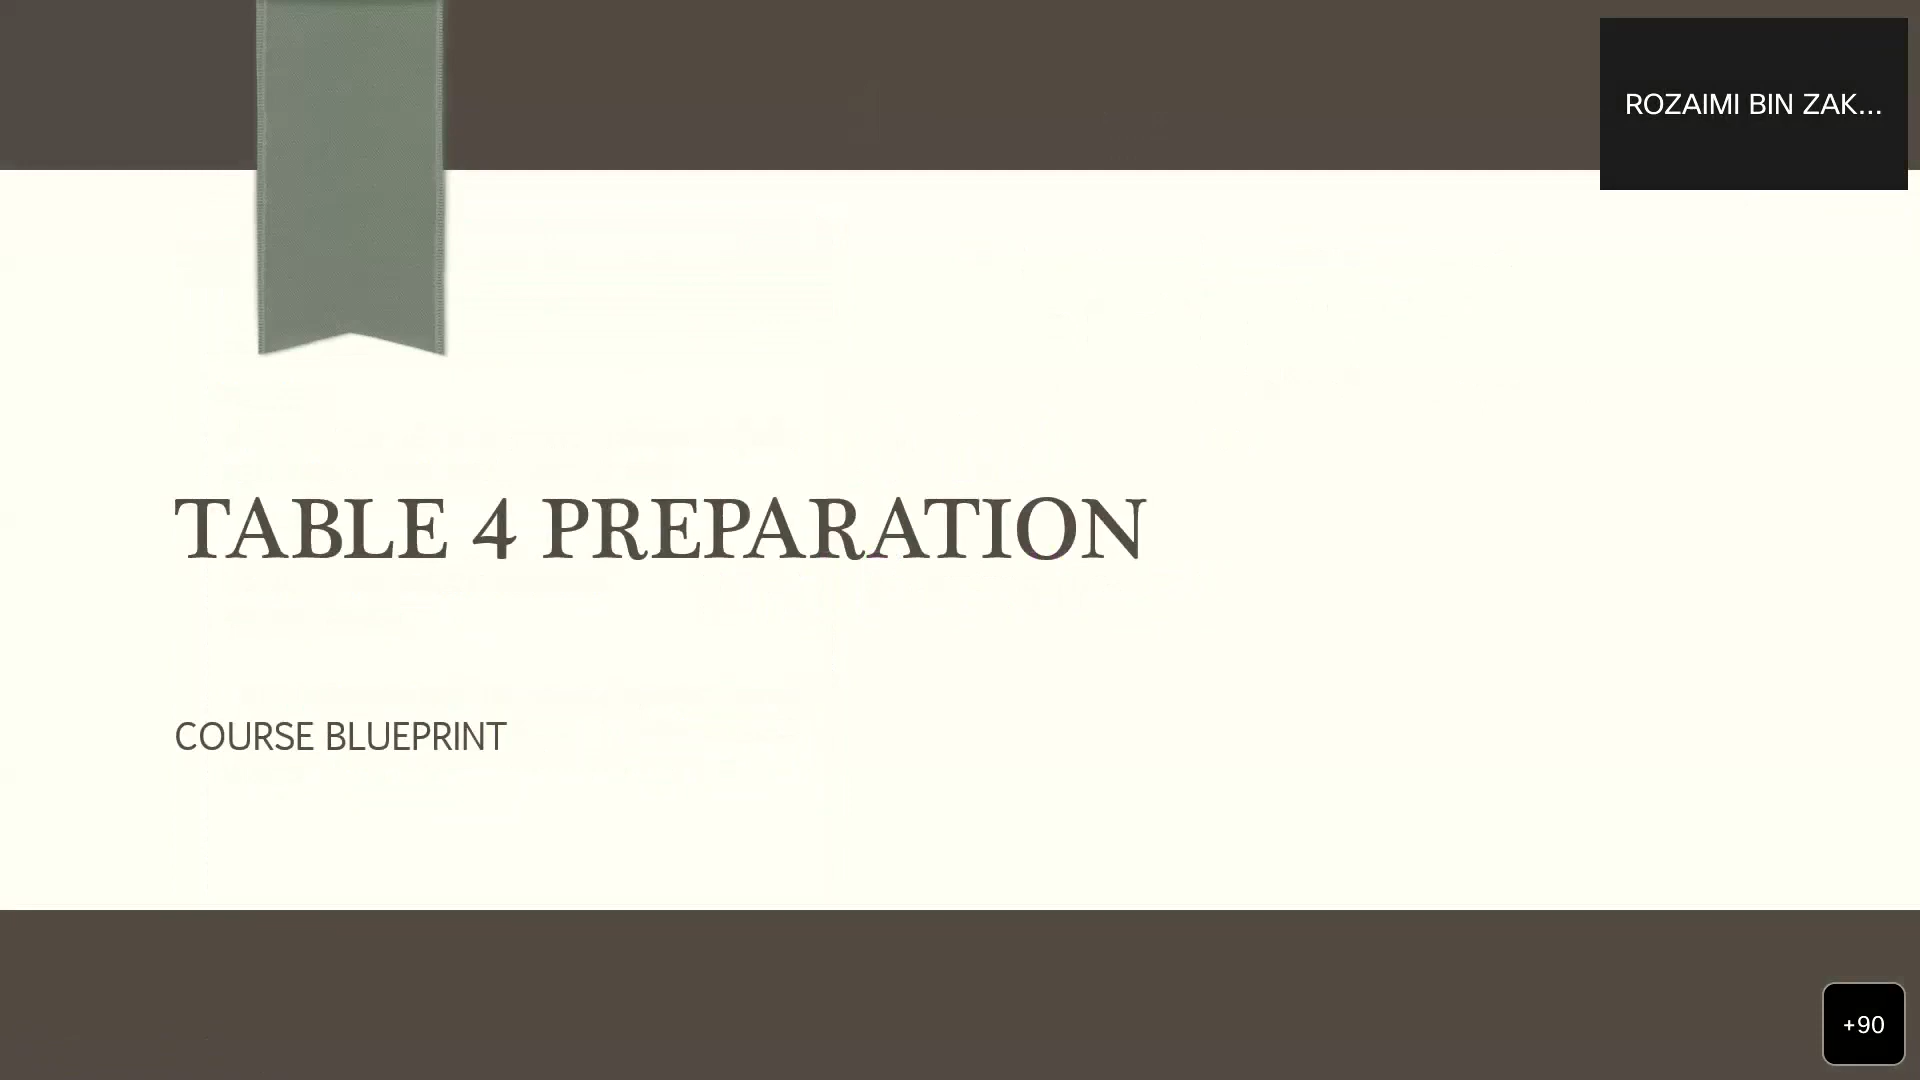 ROZAIMI BIN ZAK...
TABLE 4 PREPARATION
COURSE BLUEPRINT
+90